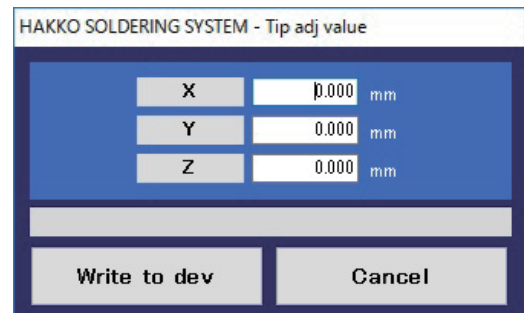 HAKKO SOLDERING SYSTEM - Tip adj value
X 0.000 mm
Y 0.000 mm
Z 0.000 mm
Write to dev Cancel